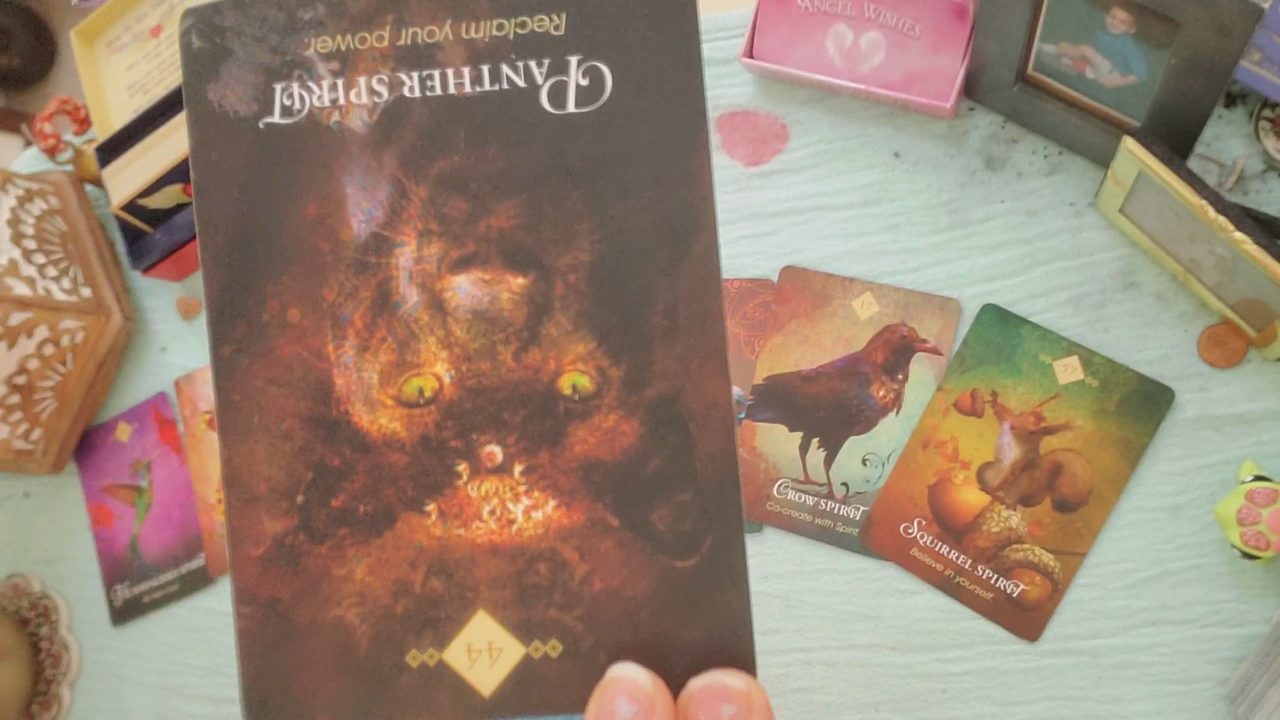 Reclaim your power.
PANTHER SPIRIT
44
ANGEL WISHES
CROW SPIRIT
Co-create with Spirit
SQUIRREL SPIRIT
Believe in yourself.